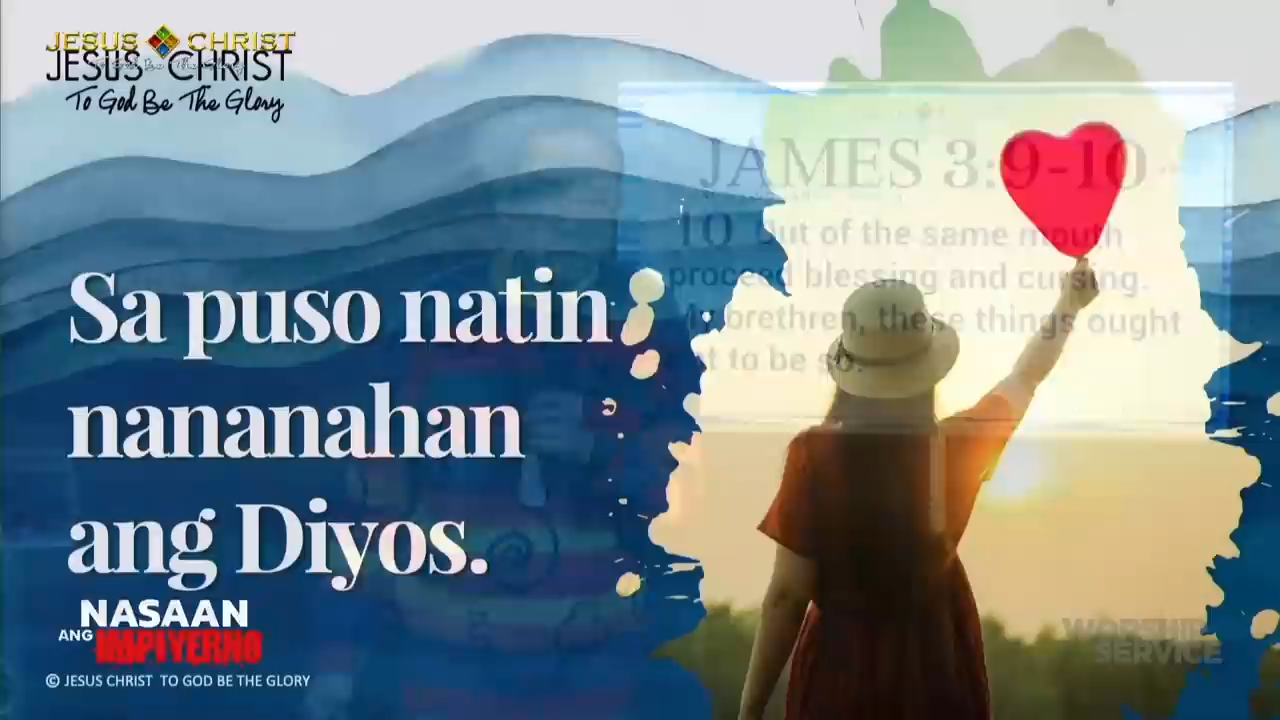 JESUS CHRIST
JESUS CHRIST
To God Be The Glory
JAMES 3:9-10
10 Out of the same mouth
proceed blessing and cursing.
brethren, these things ought
to be so.
Sa puso natin
nananahan
ang Diyos.
NASAAN
ANG IMPIYERNO
© JESUS CHRIST TO GOD BE THE GLORY
WORSHIP
SERVICE